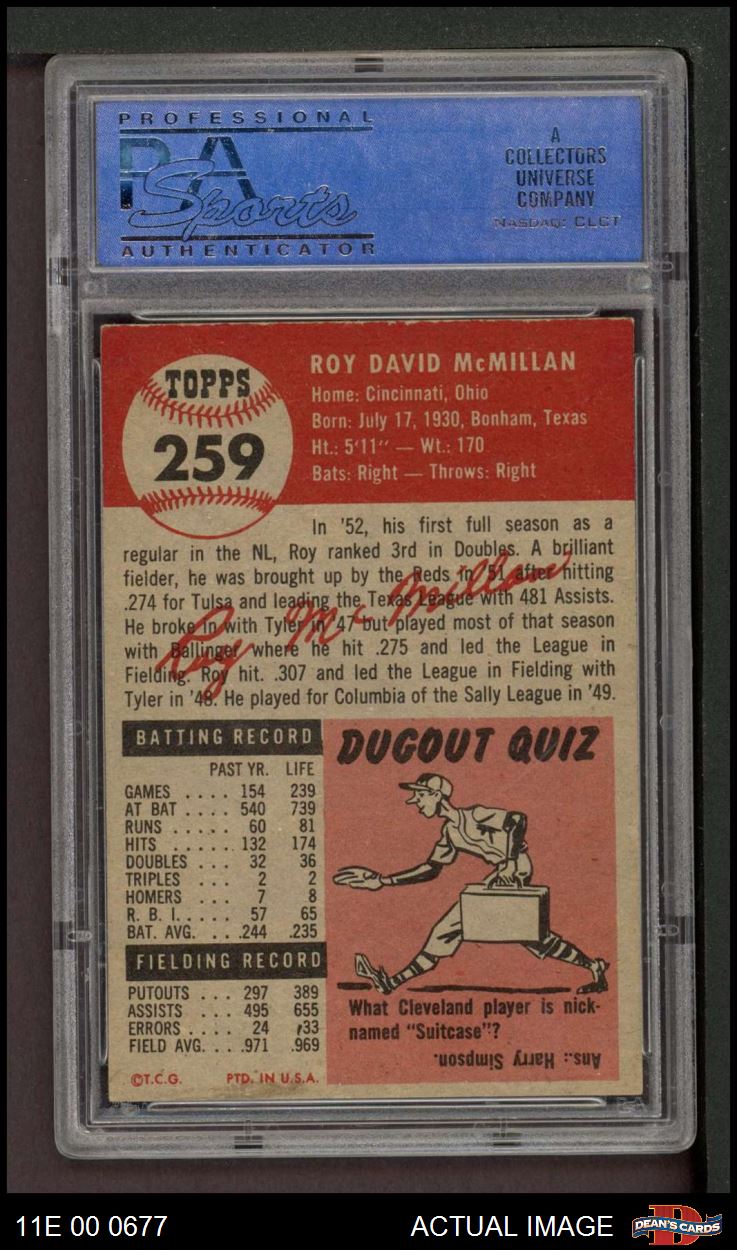 PROFESSIONAL
PSA
Sports
AUTHENTICATOR
A
COLLECTORS
UNIVERSE
COMPANY
NASDAQ: CLCT
TOPPS
259
ROY DAVID McMILLAN
Home: Cincinnati, Ohio
Born: July 17, 1930, Bonham, Texas
Ht.: 5'11" — Wt.: 170
Bats: Right — Throws: Right
In '52, his first full season as a
regular in the NL, Roy ranked 3rd in Doubles. A brilliant
fielder, he was brought up by the Reds in '51 after hitting
.274 for Tulsa and leading the Texas League with 481 Assists.
He broke in with Tyler in '47 but played most of that season
with Ballinger where he hit .275 and led the League in
Fielding. Roy hit. .307 and led the League in Fielding with
Tyler in '48. He played for Columbia of the Sally League in '49.
Roy McMillan
BATTING RECORD
PAST YR. LIFE
GAMES .... 154 239
AT BAT .... 540 739
RUNS ..... 60 81
HITS ..... 132 174
DOUBLES ... 32 36
TRIPLES ... 2 2
HOMERS ... 7 8
R. B. I..... 57 65
BAT. AVG. ...244 .235
FIELDING RECORD
PUTOUTS ... 297 389
ASSISTS .... 495 655
ERRORS .... 24 33
FIELD AVG. ....971 .969
©T.C.G. PTD. IN U.S.A.
DUGOUT QUIZ
What Cleveland player is nick-
named "Suitcase"?
Ans.: Harry Simpson.
11E 00 0677
ACTUAL IMAGE
D
DEAN'S CARDS